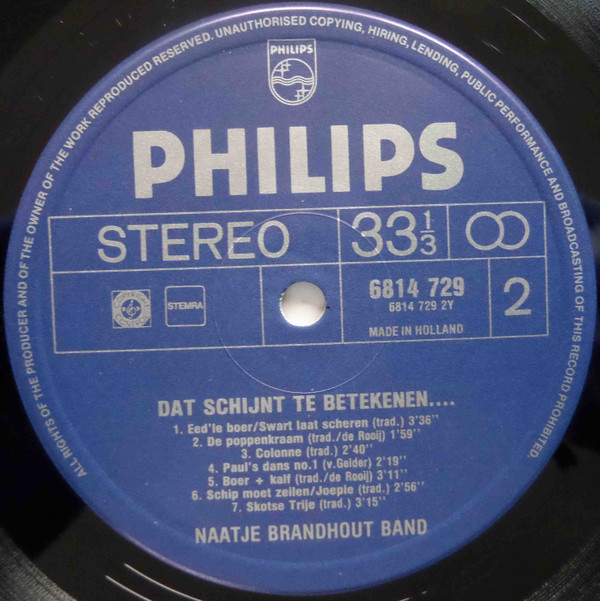 ALL RIGHTS OF THE PRODUCER AND OF THE OWNER OF THE WORK REPRODUCED RESERVED. UNAUTHORISED COPYING, HIRING, LENDING, PUBLIC PERFORMANCE AND BROADCASTING OF THIS RECORD PROHIBITED.
PHILIPS
PHILIPS
STEREO
33 1/3
STEMRA
6814 729
6814 729 2Y
MADE IN HOLLAND
2
DAT SCHIJNT TE BETEKENEN....
1. Eed'le boer/Swart laat scheren (trad.) 3'36''
2. De poppenkraam (trad./de Rooij) 1'59''
3. Colonne (trad.) 2'40''
4. Paul's dans no.1 (v.Gelder) 2'19''
5. Boer + kalf (trad./de Rooij) 3'11''
6. Schip moet zeilen/Joepie (trad.) 2'56''
7. Skotse Trije (trad.) 3'15''
NAATJE BRANDHOUT BAND